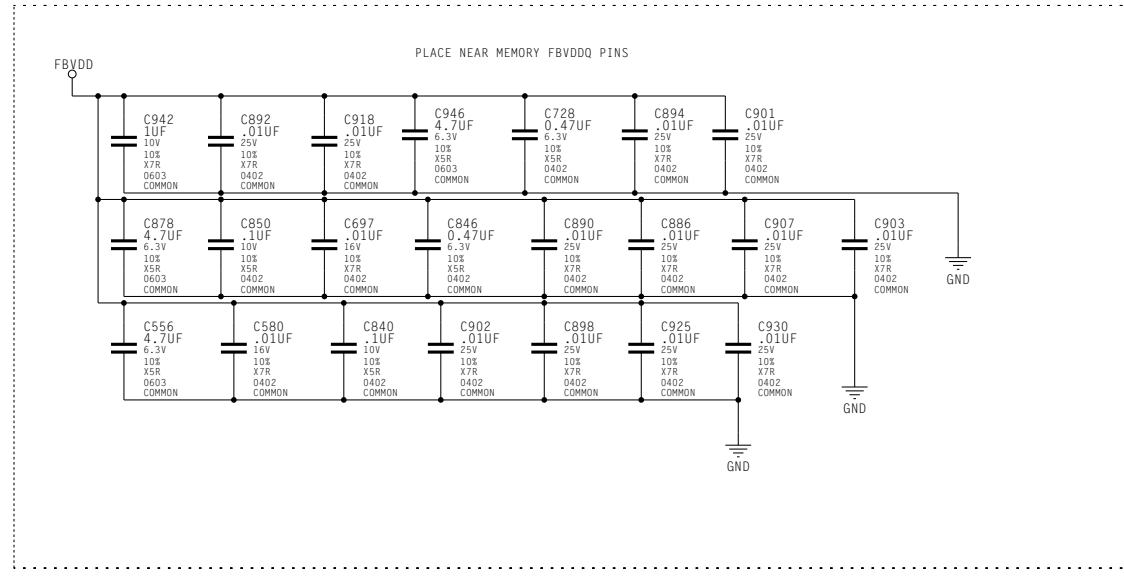 PLACE NEAR MEMORY FBVDDQ PINS
FBVDD
C942
1UF
10V
10%
X7R
0603
COMMON
C892
.01UF
25V
10%
X7R
0402
COMMON
C918
.01UF
25V
10%
X7R
0402
COMMON
C946
4.7UF
6.3V
10%
X5R
0603
COMMON
C728
0.47UF
6.3V
10%
X5R
0402
COMMON
C894
.01UF
25V
10%
X7R
0402
COMMON
C901
.01UF
25V
10%
X7R
0402
COMMON
C878
4.7UF
6.3V
10%
X5R
0603
COMMON
C850
.1UF
10V
10%
X5R
0402
COMMON
C697
.01UF
16V
10%
X7R
0402
COMMON
C846
0.47UF
6.3V
10%
X5R
0402
COMMON
C890
.01UF
25V
10%
X7R
0402
COMMON
C886
.01UF
25V
10%
X7R
0402
COMMON
C907
.01UF
25V
10%
X7R
0402
COMMON
C903
.01UF
25V
10%
X7R
0402
COMMON
GND
C556
4.7UF
6.3V
10%
X5R
0603
COMMON
C580
.01UF
16V
10%
X7R
0402
COMMON
C840
.1UF
10V
10%
X5R
0402
COMMON
C902
.01UF
25V
10%
X7R
0402
COMMON
C898
.01UF
25V
10%
X7R
0402
COMMON
C925
.01UF
25V
10%
X7R
0402
COMMON
C930
.01UF
25V
10%
X7R
0402
COMMON
GND
GND